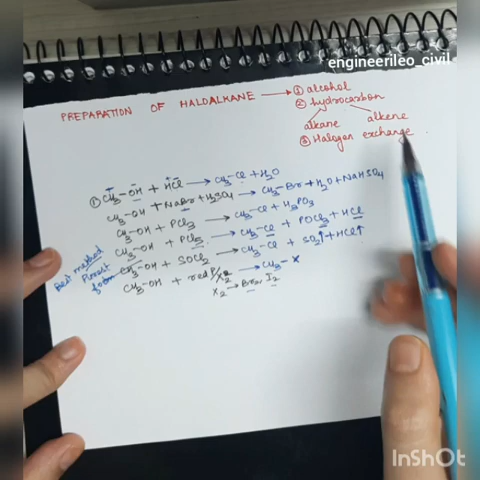 engineerileo_civil
PREPARATION OF HALOALKANE → ① alcohol
② hydrocarbon
alkane alkene
③ Halogen exchange
① CH₃-OH + HCl → CH₃-Cl + H₂O
CH₃-OH + NaBr + H₂SO₄ → CH₃-Br + H₂O + NaHSO₄
CH₃-OH + PCl₃ → CH₃-Cl + H₃PO₃
CH₃-OH + PCl₅ → CH₃-Cl + POCl₃ + HCl
Best method
CH₃-OH + SOCl₂ → CH₃-Cl + SO₂↑ + HCl↑
CH₃-OH + red P/X₂ → CH₃-X
X₂ → Br₂, I₂
InShOt